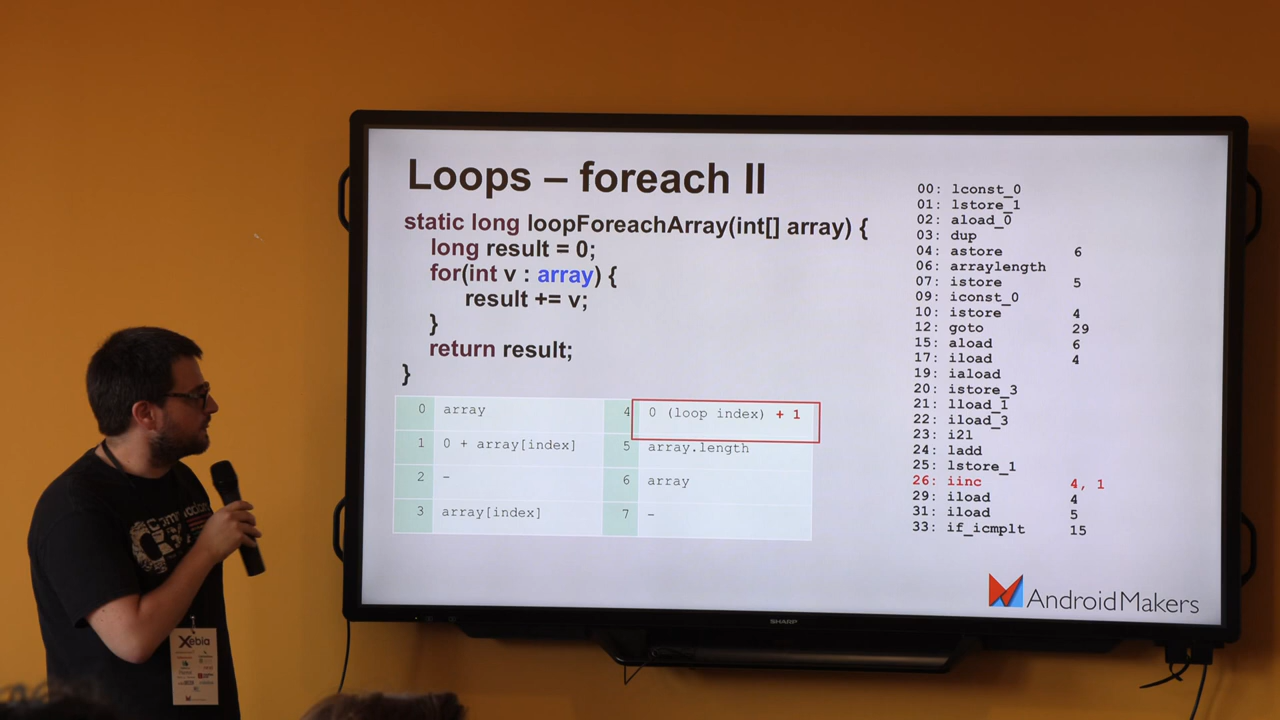 Loops – foreach II
static long loopForeachArray(int[] array) {
long result = 0;
for(int v : array) {
result += v;
}
return result;
}
0 array 4 0 (loop index) + 1
1 0 + array[index] 5 array.length
2 - 6 array
3 array[index] 7 -
00: lconst_0
01: lstore_1
02: aload_0
03: dup
04: astore 6
06: arraylength
07: istore 5
09: iconst_0
10: istore 4
12: goto 29
15: aload 6
17: iload 4
19: iaload
20: istore_3
21: lload_1
22: iload_3
23: i2l
24: ladd
25: lstore_1
26: iinc 4, 1
29: iload 4
31: iload 5
33: if_icmplt 15
AndroidMakers
SHARP
Xebia